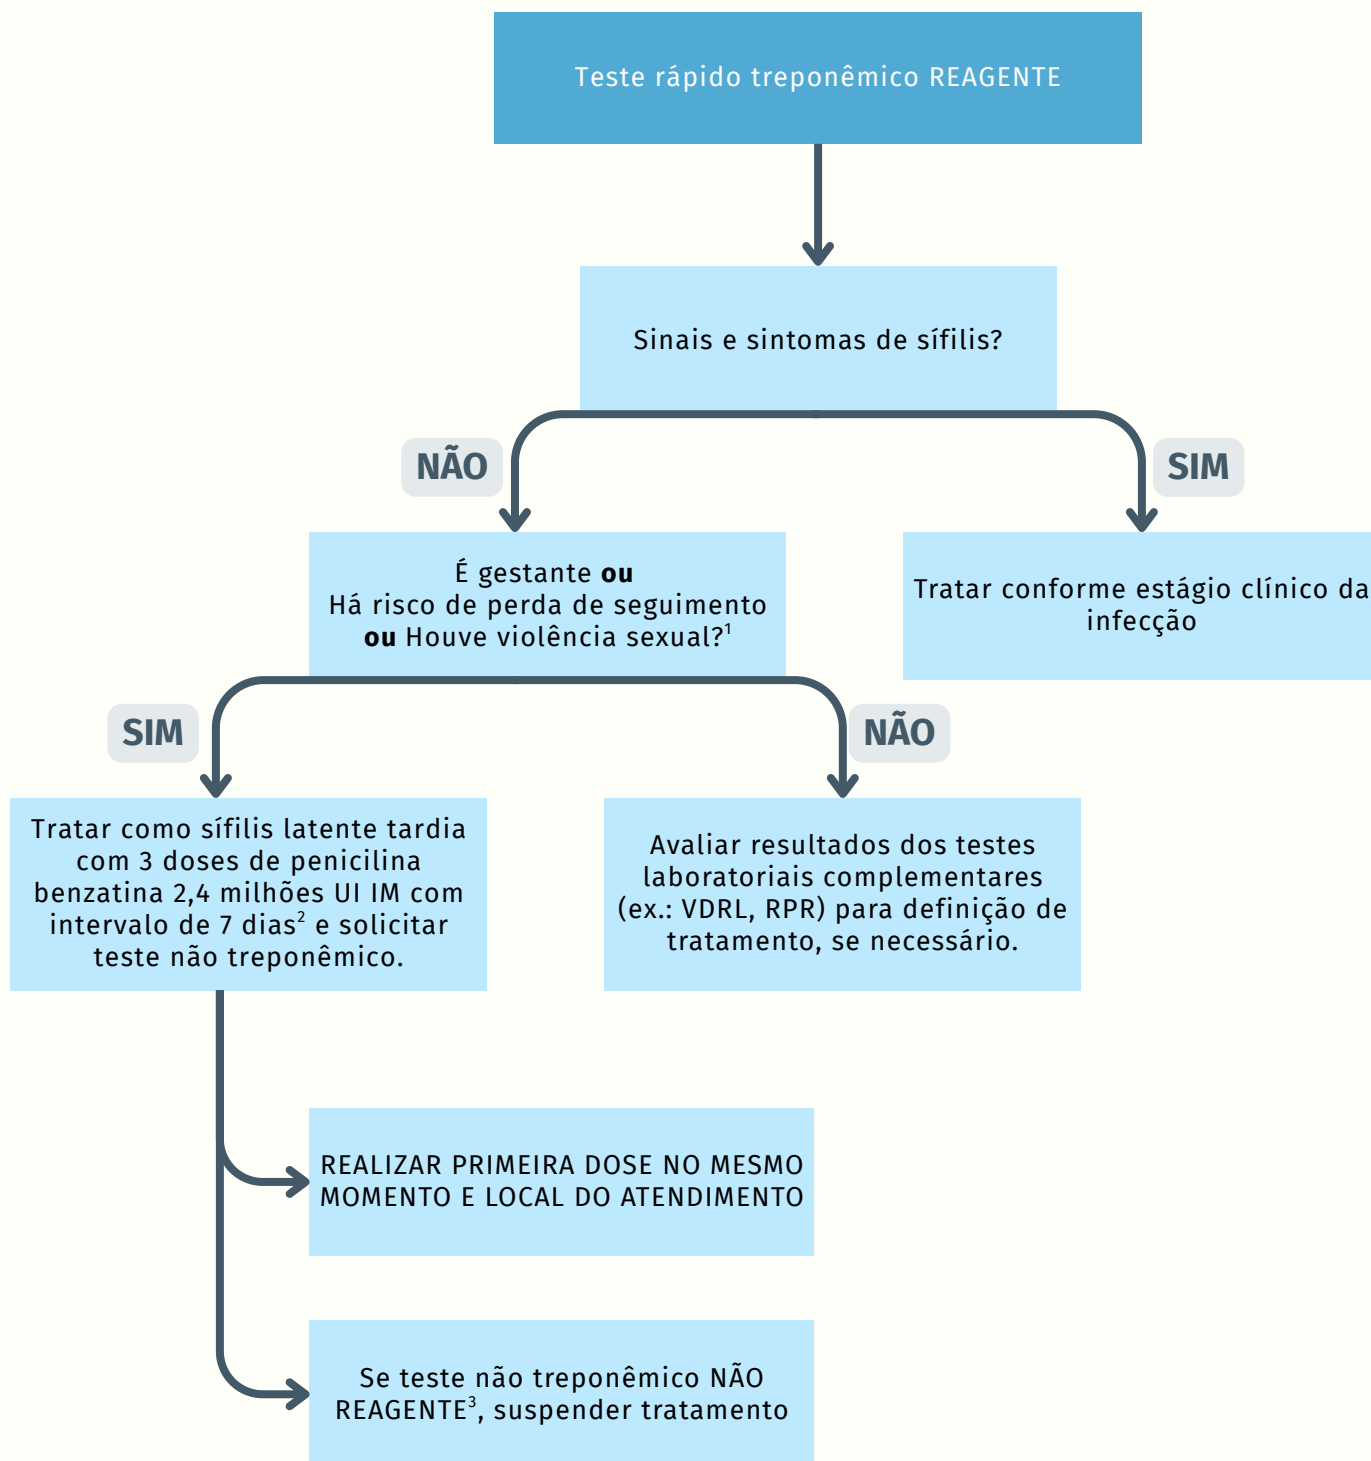 Teste rápido treponêmico REAGENTE
Sinais e sintomas de sífilis?
NÃO
SIM
É gestante ou
Há risco de perda de seguimento
ou Houve violência sexual?¹
Tratar conforme estágio clínico da
infecção
SIM
NÃO
Tratar como sífilis latente tardia
com 3 doses de penicilina
benzatina 2,4 milhões UI IM com
intervalo de 7 dias² e solicitar
teste não treponêmico.
Avaliar resultados dos testes
laboratoriais complementares
(ex.: VDRL, RPR) para definição de
tratamento, se necessário.
REALIZAR PRIMEIRA DOSE NO MESMO
MOMENTO E LOCAL DO ATENDIMENTO
Se teste não treponêmico NÃO
REAGENTE³, suspender tratamento